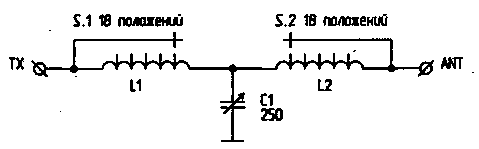 S.1 18 положений
S.2 18 положений
TX
ANT
L1
L2
C1
250